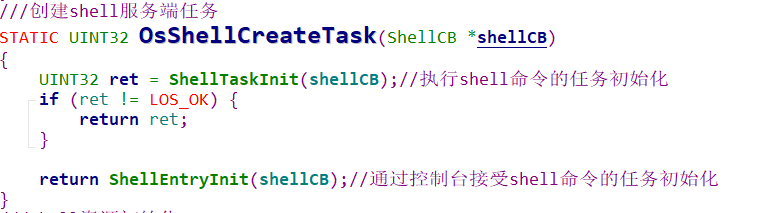 ///创建shell服务端任务
STATIC UINT32 OsShellCreateTask(ShellCB *shellCB)
{
    UINT32 ret = ShellTaskInit(shellCB);//执行shell命令的任务初始化
    if (ret != LOS_OK) {
        return ret;
    }

    return ShellEntryInit(shellCB);//通过控制台接受shell命令的任务初始化
}